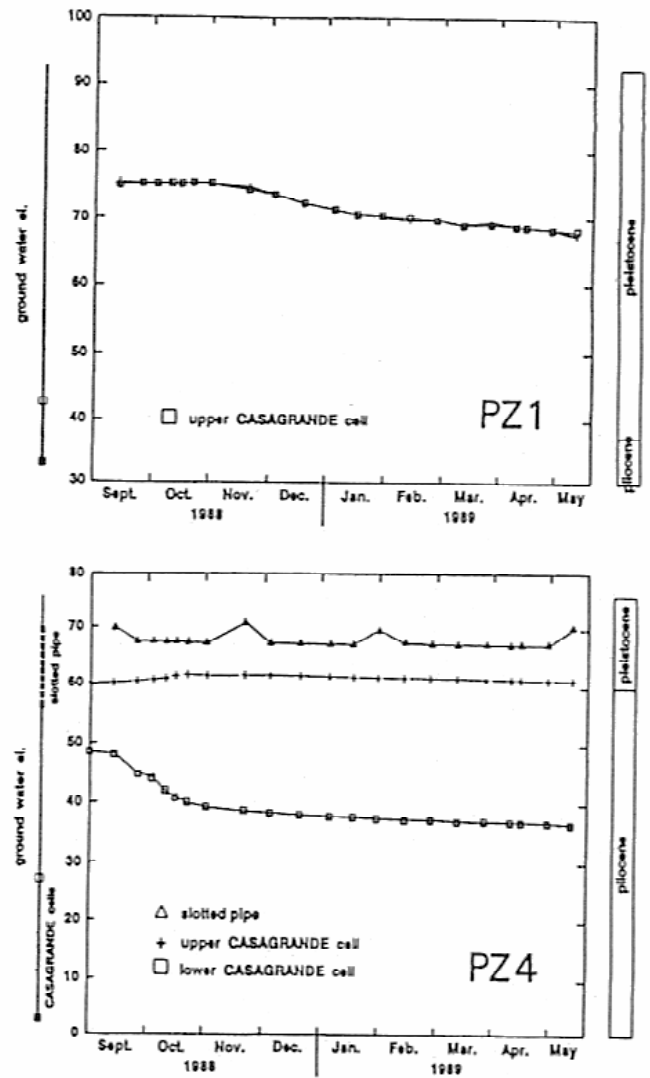 100
90
80
70
60
50
40
30
ground water el.
□ upper CASAGRANDE cell
PZ1
pleistocene
pliocene
Sept. Oct. Nov. Dec. Jan. Feb. Mar. Apr. May
1988 1989
80
70
60
50
40
30
20
10
0
slotted pipe
ground water el.
CASAGRANDE cells
△ slotted pipe
+ upper CASAGRANDE cell
□ lower CASAGRANDE cell
PZ4
pleistocene
pliocene
Sept. Oct. Nov. Dec. Jan. Feb. Mar. Apr. May
1988 1989